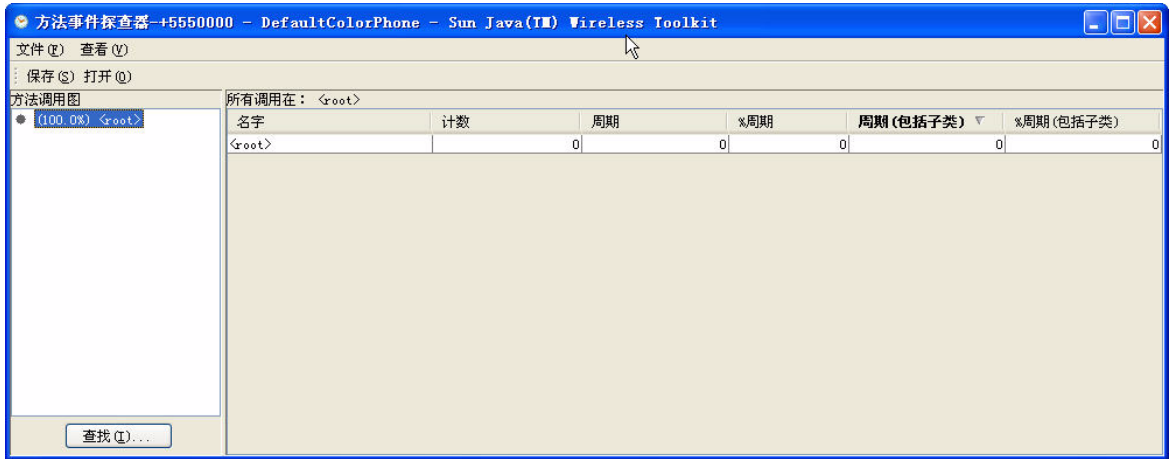 方法事件探查器-+5550000 - DefaultColorPhone - Sun Java(TM) Wireless Toolkit
文件(F) 查看(V)
保存(S) 打开(O)
方法调用图
(100.0%) <root>
查找(I)...
所有调用在： <root>
名字 计数 周期 %周期 周期(包括子类) %周期(包括子类)
<root> 0 0 0 0 0